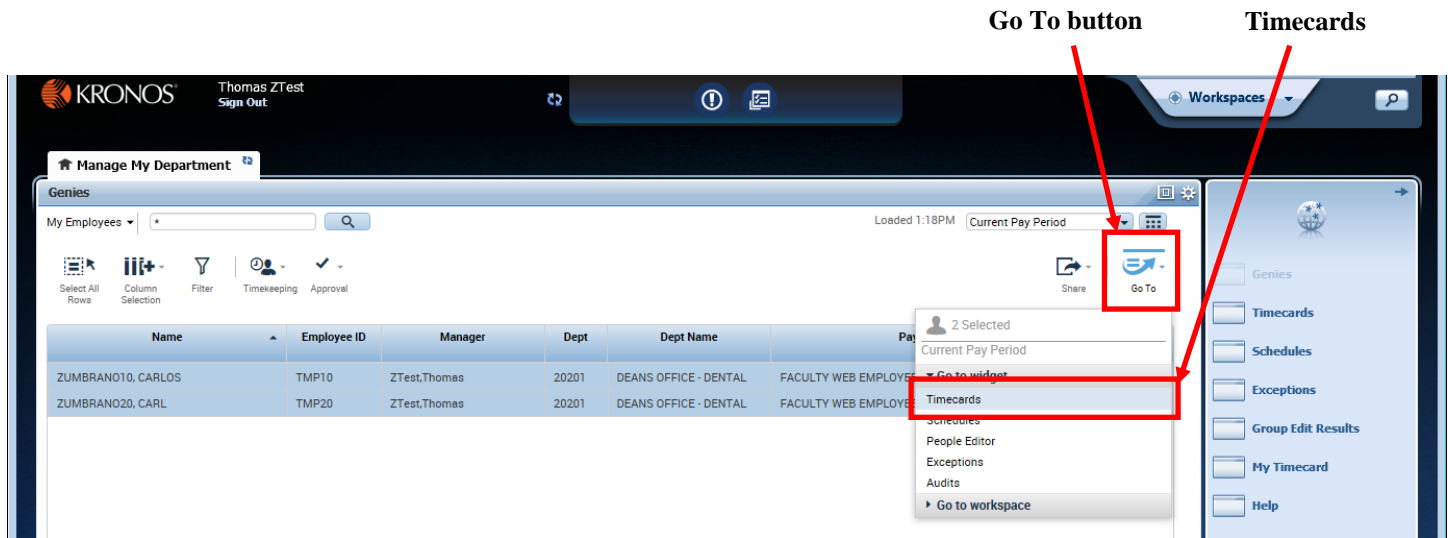 Go To button Timecards
KRONOS Thomas ZTest
Sign Out
Workspaces
Manage My Department
Genies
My Employees * Loaded 1:18PM Current Pay Period
Select All Rows Column Selection Filter Timekeeping Approval Share Go To
Name Employee ID Manager Dept Dept Name
ZUMBRANO10, CARLOS TMP10 ZTest,Thomas 20201 DEANS OFFICE - DENTAL FACULTY WEB
ZUMBRANO20, CARL TMP20 ZTest,Thomas 20201 DEANS OFFICE - DENTAL FACULTY WEB
2 Selected
Current Pay Period
Go to widget
Timecards
Schedules
People Editor
Exceptions
Audits
Go to workspace
Genies
Timecards
Schedules
Exceptions
Group Edit Results
My Timecard
Help